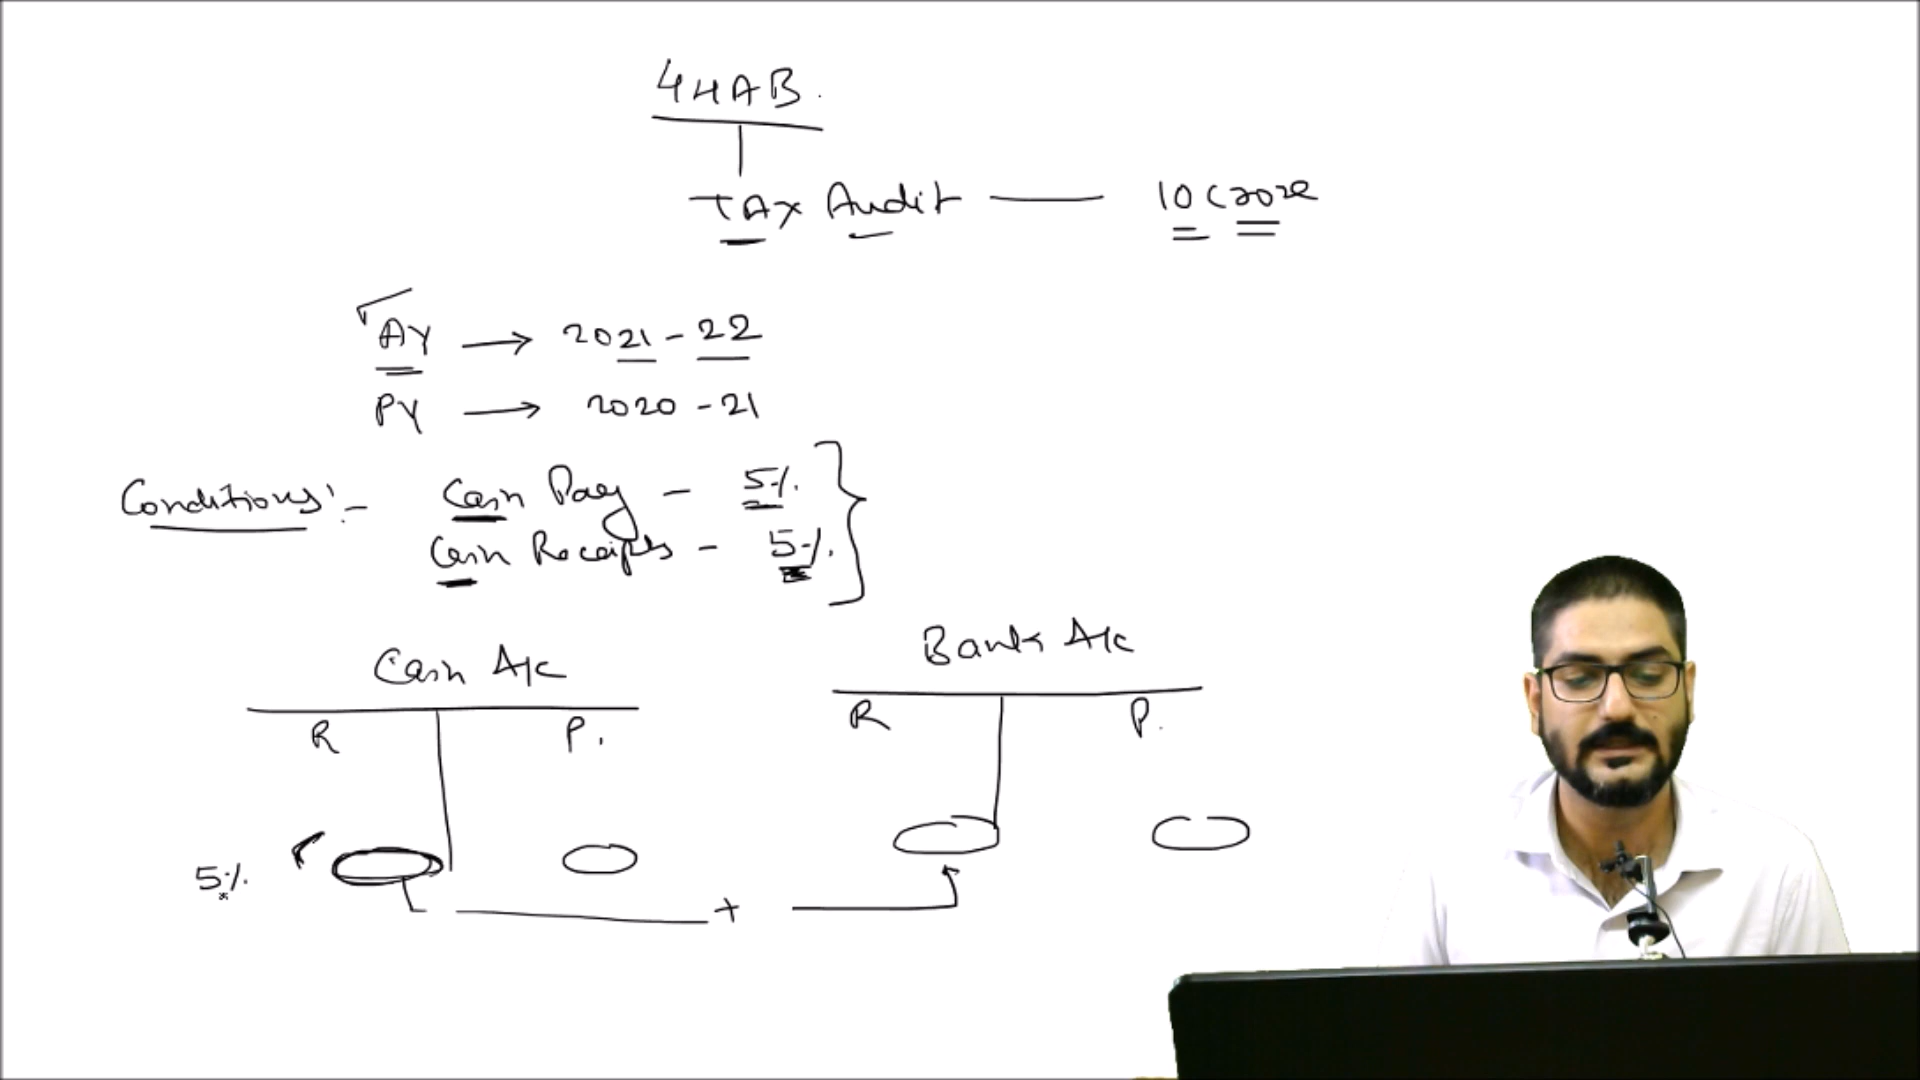 44AB.
TAX Audit — 10 Crore
AY → 2021-22
PY → 2020-21
Conditions:- Cash Pay - 5%.
Cash Receipts - 5%.
Cash A/c
Bank A/c
R P.
R P.
5%.
+